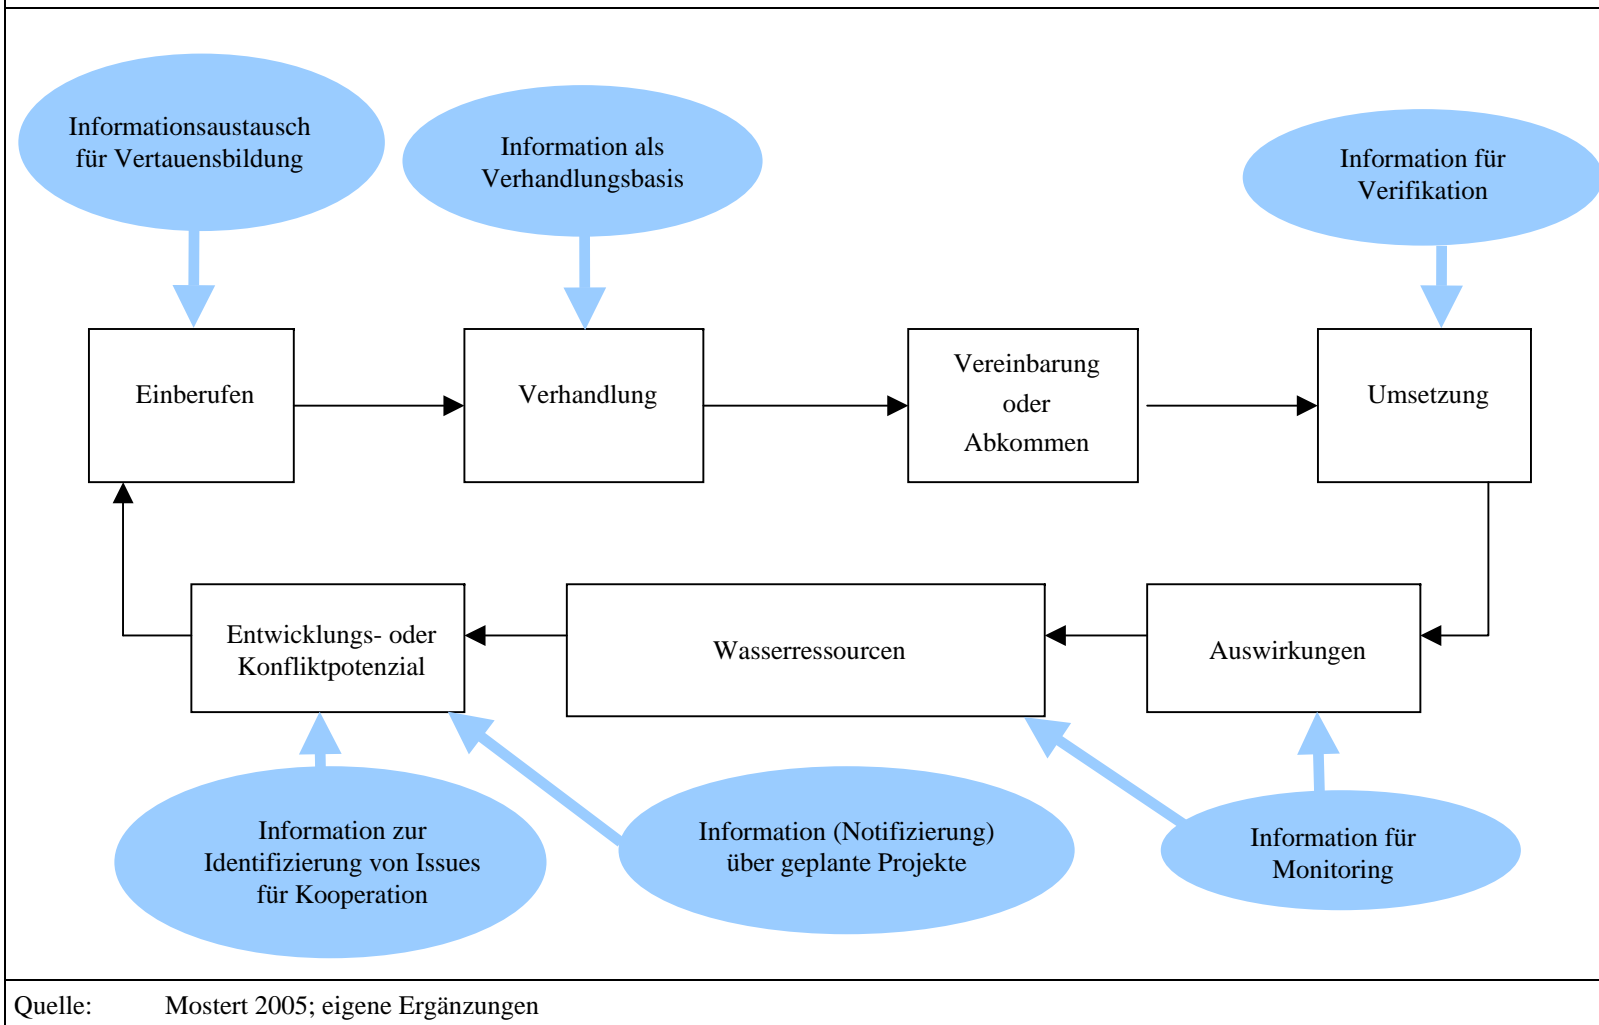 Informationsaustausch
für Vertauensbildung
Information als
Verhandlungsbasis
Information für
Verifikation
Einberufen
Verhandlung
Vereinbarung
oder
Abkommen
Umsetzung
Entwicklungs- oder
Konfliktpotenzial
Wasserressourcen
Auswirkungen
Information zur
Identifizierung von Issues
für Kooperation
Information (Notifizierung)
über geplante Projekte
Information für
Monitoring
Quelle: Mostert 2005; eigene Ergänzungen